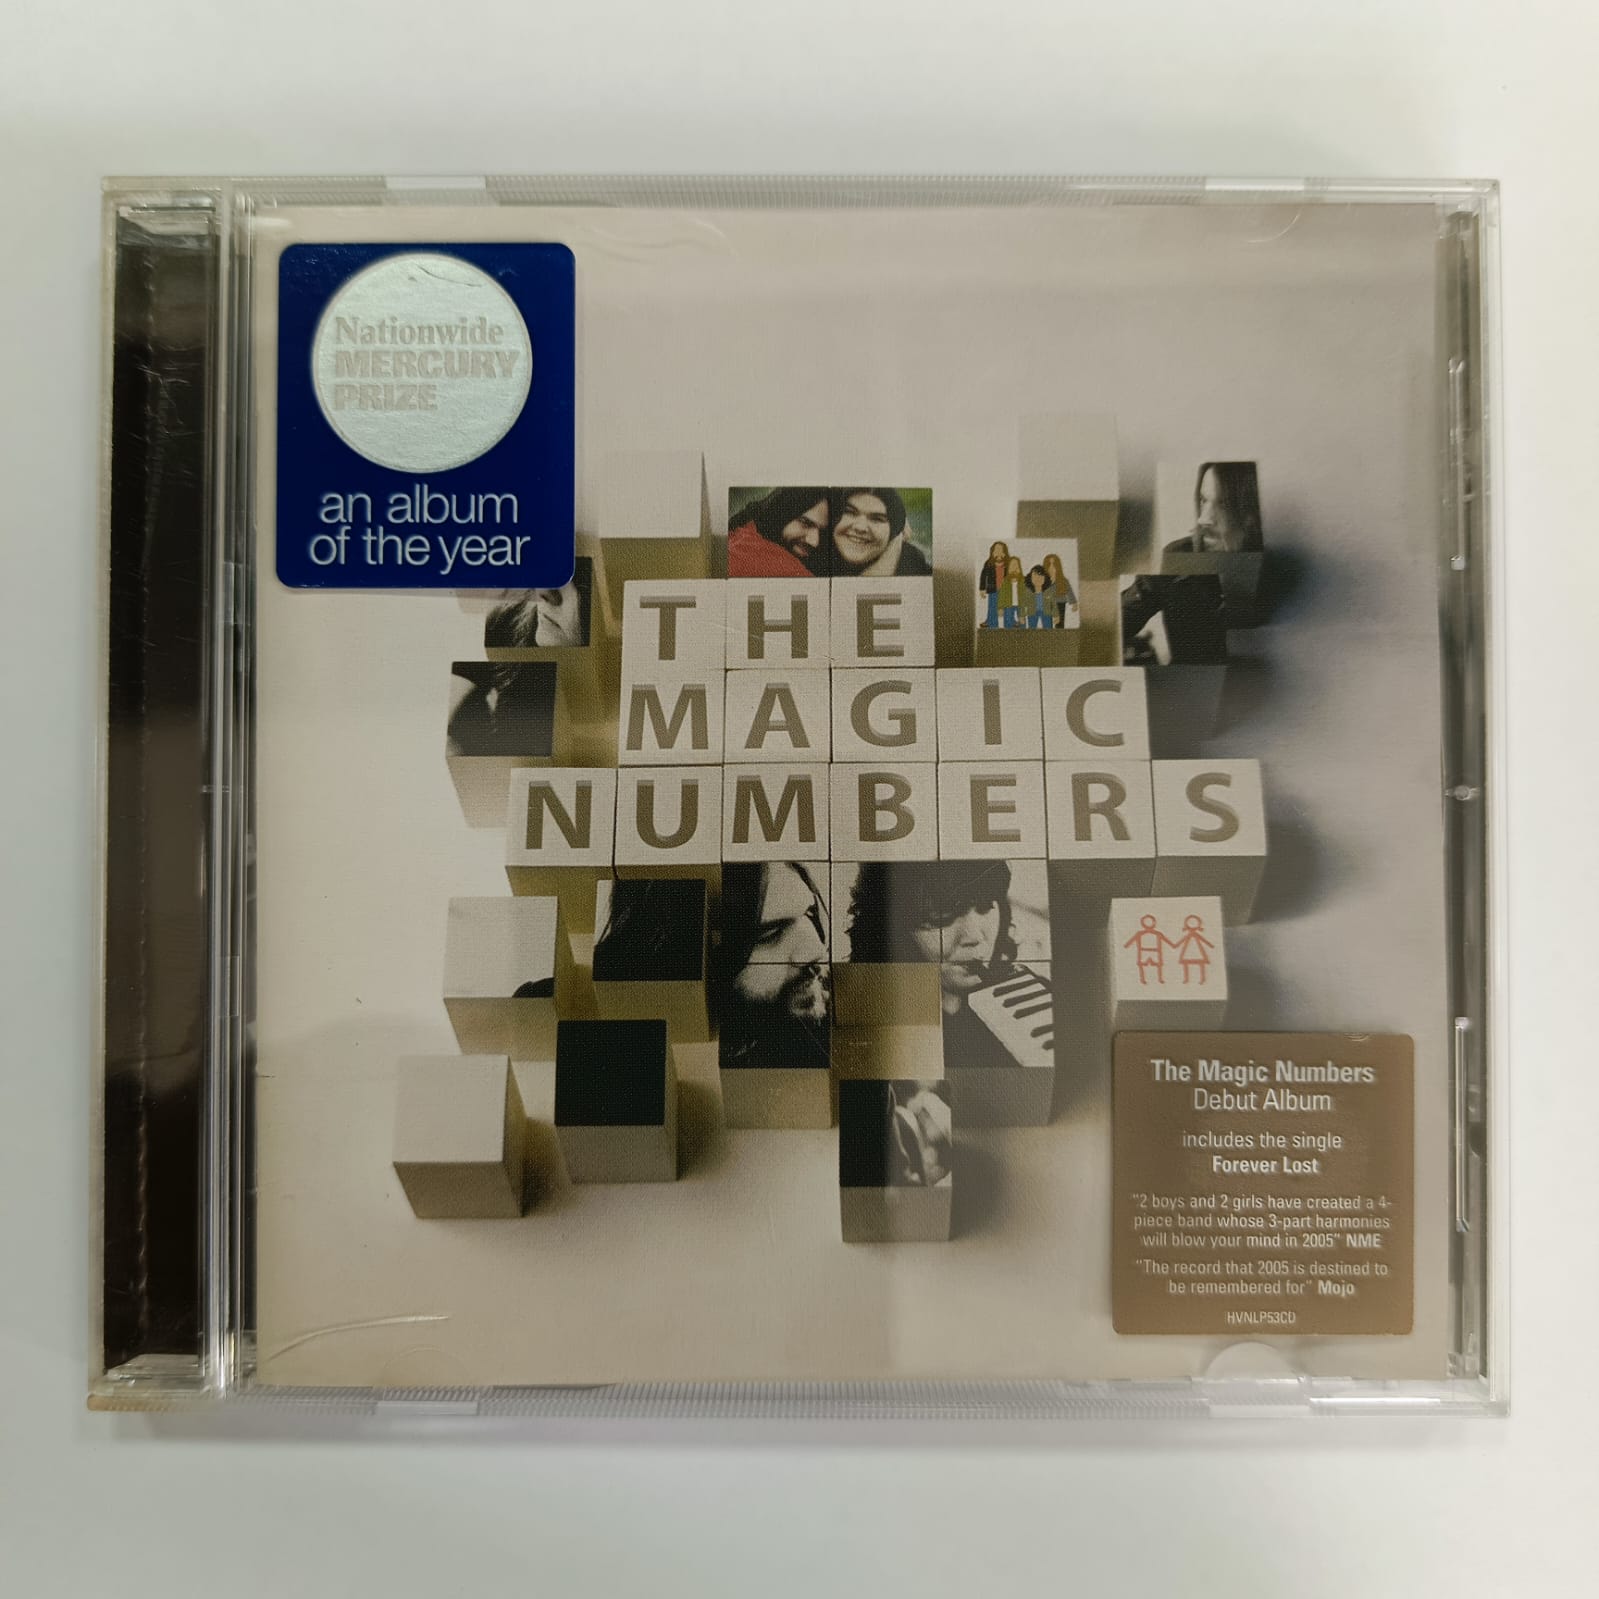 Nationwide
MERCURY
PRIZE
an album
of the year
THE
MAGIC
NUMBERS
The Magic Numbers
Debut Album
includes the single
Forever Lost
"2 boys and 2 girls have created a 4-
piece band whose 3-part harmonies
will blow your mind in 2005" NME
"The record that 2005 is destined to
be remembered for" Mojo
HVNLP53CD